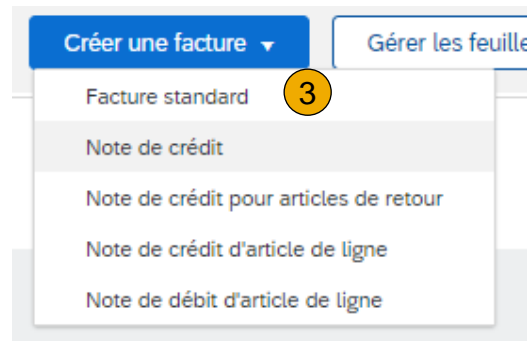 Créer une facture Gérer les feuille
Facture standard 3
Note de crédit
Note de crédit pour articles de retour
Note de crédit d'article de ligne
Note de débit d'article de ligne